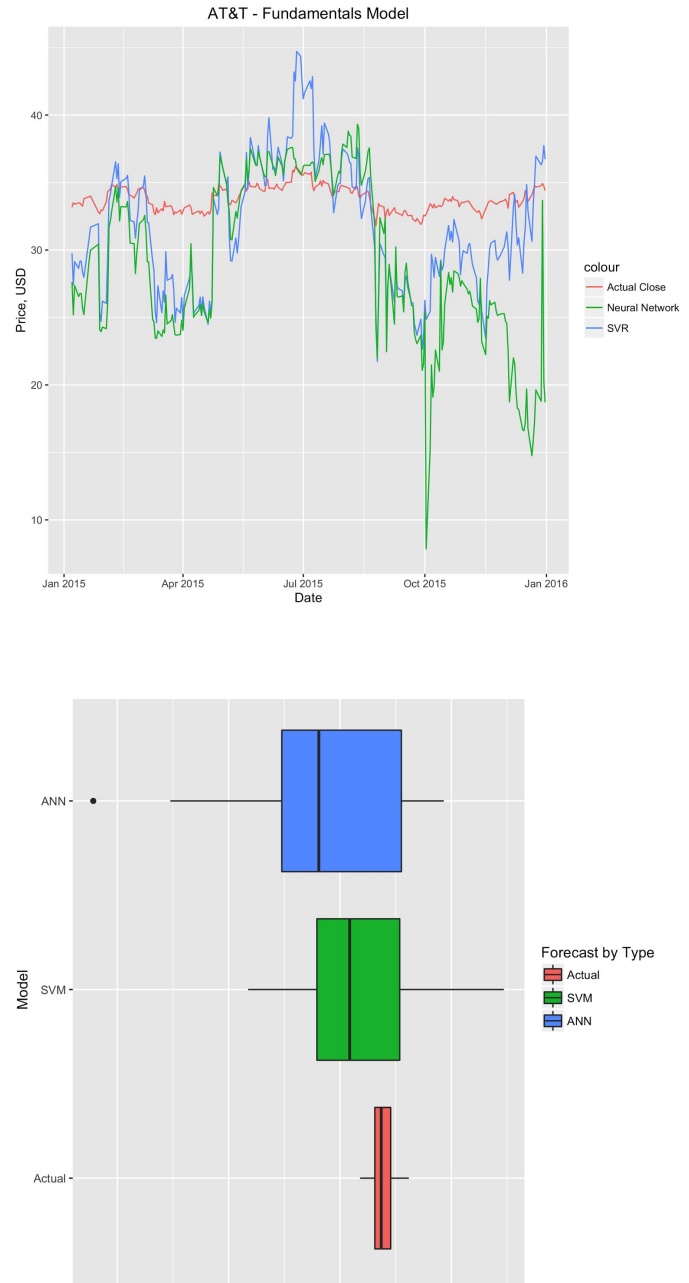 AT&T - Fundamentals Model
Price, USD
40
30
20
10
Jan 2015
Apr 2015
Jul 2015
Oct 2015
Jan 2016
Date
colour
Actual Close
Neural Network
SVR
Model
ANN
SVM
Actual
Forecast by Type
Actual
SVM
ANN